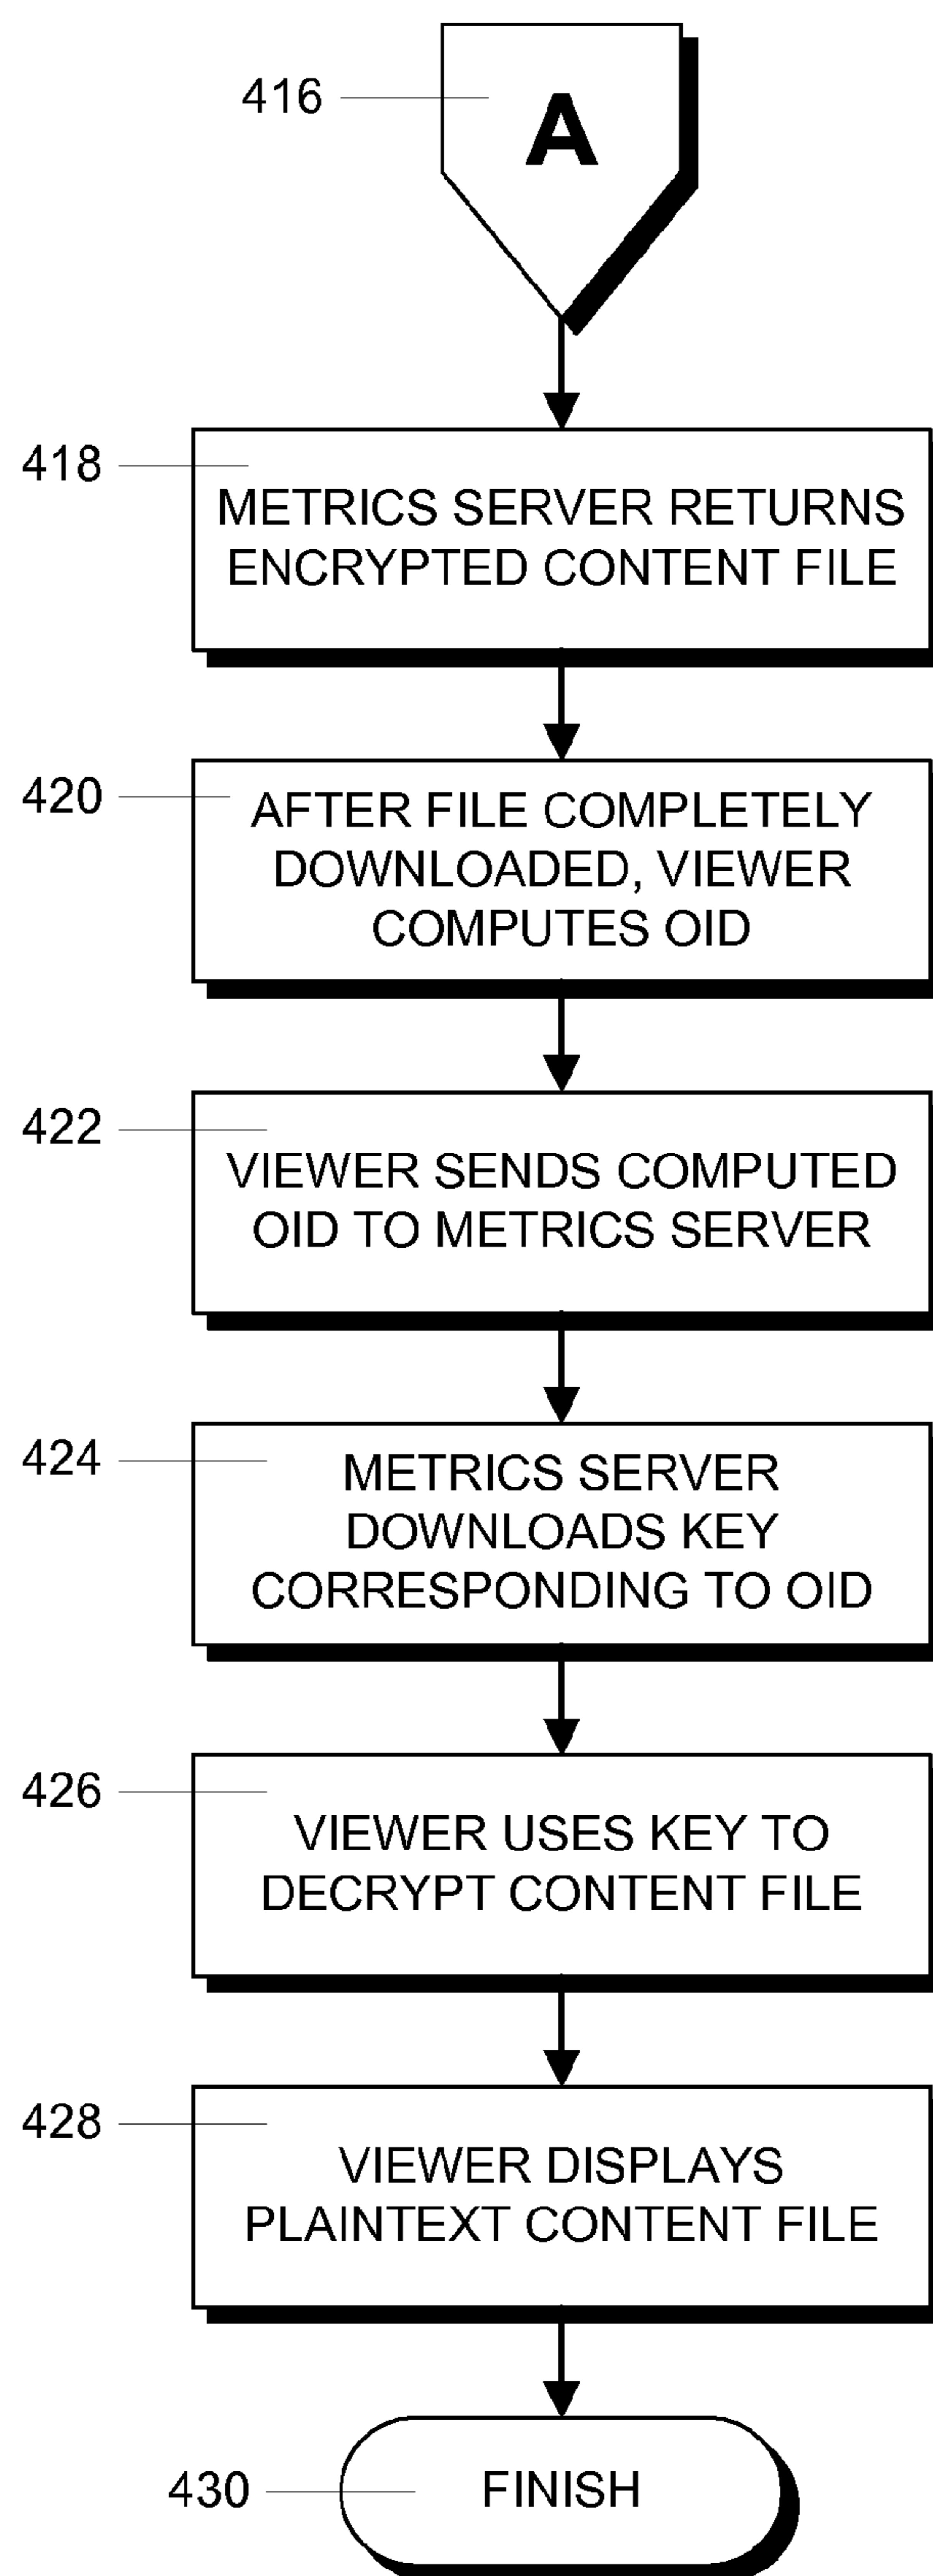 416
A
418
METRICS SERVER RETURNS
ENCRYPTED CONTENT FILE
420
AFTER FILE COMPLETELY
DOWNLOADED, VIEWER
COMPUTES OID
422
VIEWER SENDS COMPUTED
OID TO METRICS SERVER
424
METRICS SERVER
DOWNLOADS KEY
CORRESPONDING TO OID
426
VIEWER USES KEY TO
DECRYPT CONTENT FILE
428
VIEWER DISPLAYS
PLAINTEXT CONTENT FILE
430
FINISH